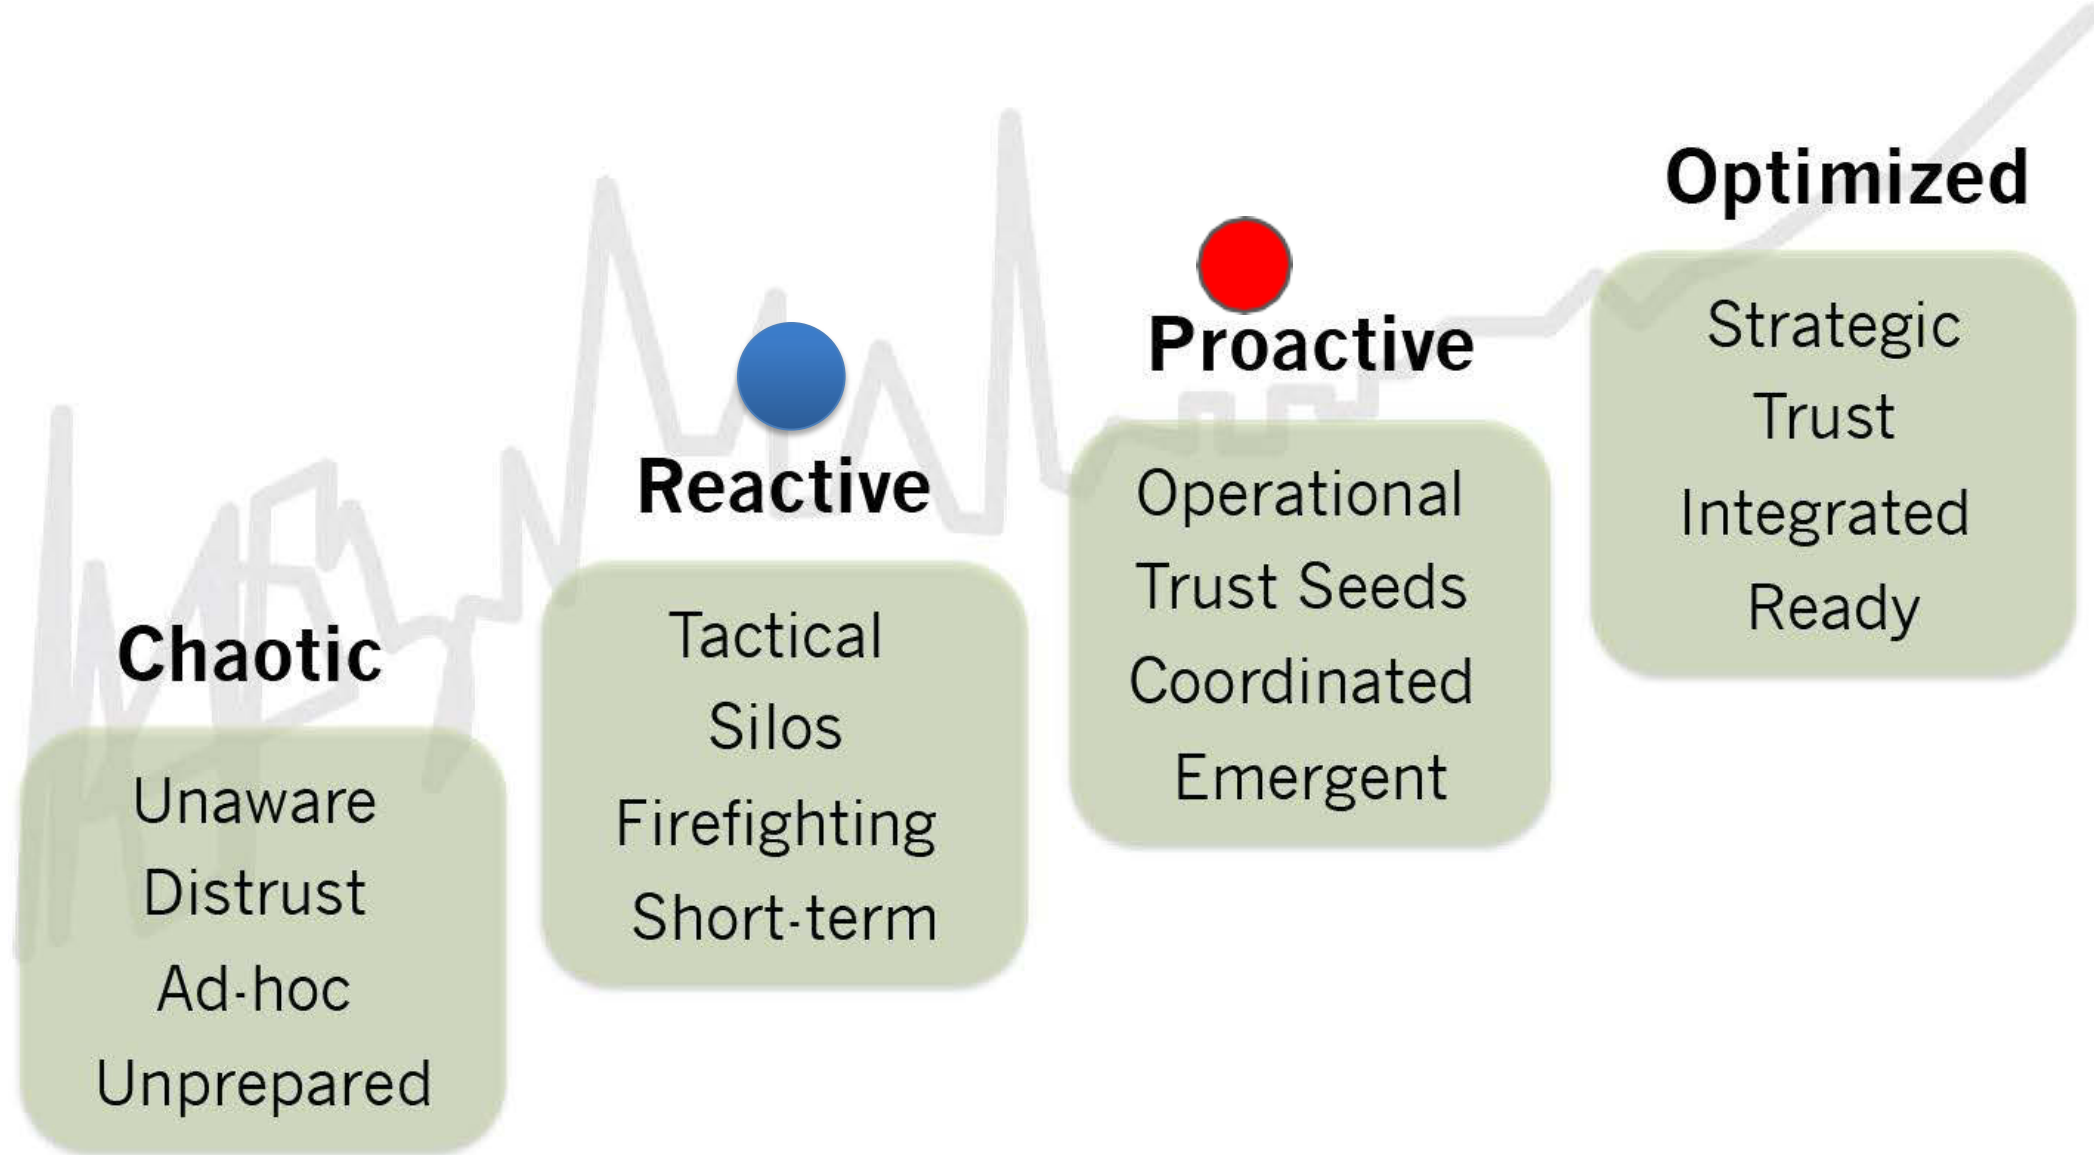 Chaotic
Unaware
Distrust
Ad-hoc
Unprepared
Reactive
Tactical
Silos
Firefighting
Short-term
Proactive
Operational
Trust Seeds
Coordinated
Emergent
Optimized
Strategic
Trust
Integrated
Ready